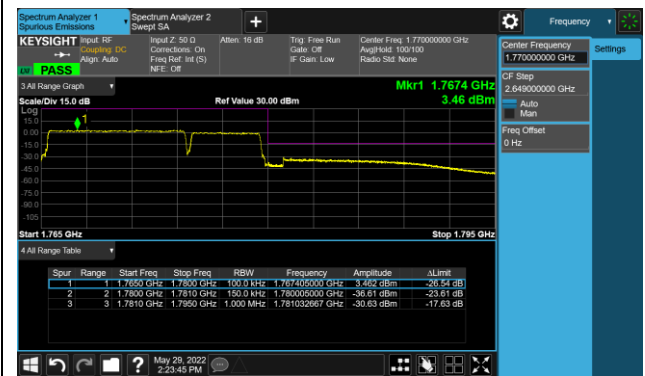 Spectrum Analyzer 1
Spurious Emissions
Spectrum Analyzer 2
Swept SA
+
Frequency
KEYSIGHT
Input: RF
Coupling: DC
Align: Auto
Input Z: 50 Ω
Corrections: On
Freq Ref: Int (S)
NFE: Off
Atten: 16 dB
Trig: Free Run
Gate: Off
IF Gain: Low
Center Freq: 1.770000000 GHz
Avg|Hold: 100/100
Radio Std: None
LW PASS
Center Frequency
1.770000000 GHz
Settings
CF Step
2.649000000 GHz
Auto
Man
Freq Offset
0 Hz
3 All Range Graph
Mkr1 1.7674 GHz
Scale/Div 15.0 dB
Ref Value 30.00 dBm
3.46 dBm
Log
15.0
0.00
-15.0
-30.0
-45.0
-60.0
-75.0
-90.0
-105
1
Start 1.765 GHz
Stop 1.795 GHz
4 All Range Table
Spur Range Start Freq Stop Freq RBW Frequency Amplitude ΔLimit
1 1 1.7650 GHz 1.7800 GHz 100.0 kHz 1.767405000 GHz 3.462 dBm -26.54 dB
2 2 1.7800 GHz 1.7810 GHz 150.0 kHz 1.780005000 GHz -36.61 dBm -23.61 dB
3 3 1.7810 GHz 1.7950 GHz 1.000 MHz 1.781032667 GHz -30.63 dBm -17.63 dB
?
May 29, 2022
2:23:45 PM